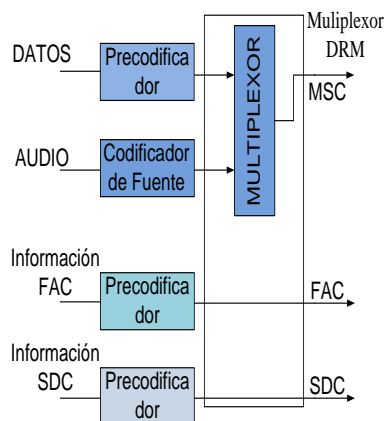 Muliplexor
DRM
DATOS
Precodifica
dor
MULTIPLEXOR
MSC
AUDIO
Codificador
de Fuente
Información
FAC
Precodifica
dor
FAC
Información
SDC
Precodifica
dor
SDC